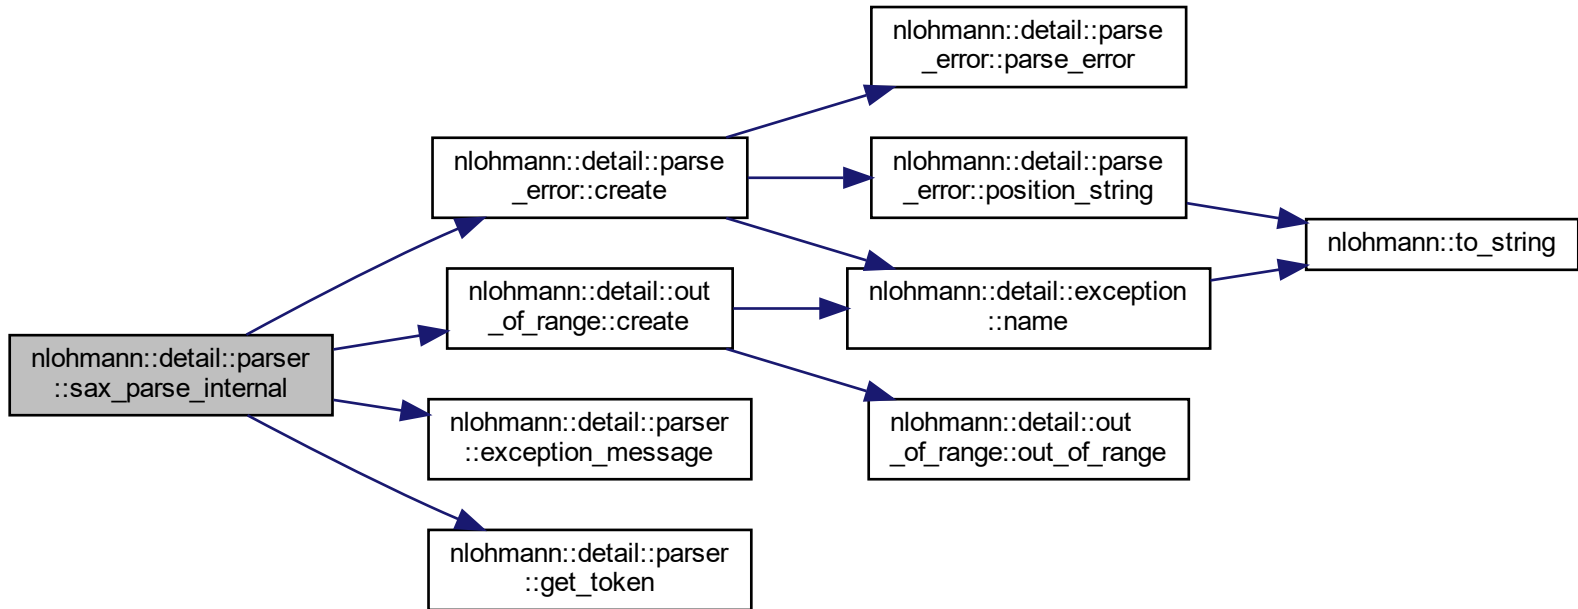 nlohmann::detail::parser
::sax_parse_internal
nlohmann::detail::parse
_error::create
nlohmann::detail::out
_of_range::create
nlohmann::detail::parser
::exception_message
nlohmann::detail::parser
::get_token
nlohmann::detail::parse
_error::parse_error
nlohmann::detail::parse
_error::position_string
nlohmann::detail::exception
::name
nlohmann::detail::out
_of_range::out_of_range
nlohmann::to_string